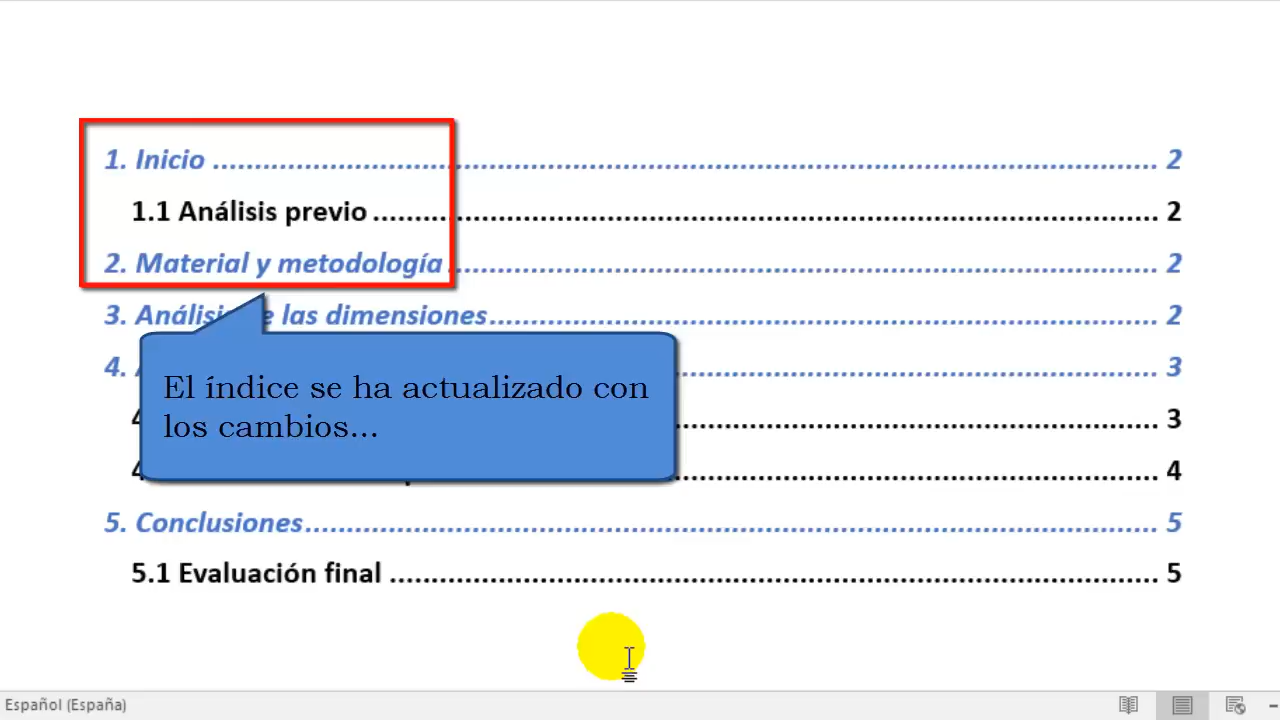 1. Inicio ........................................ 2
1.1 Análisis previo ........................................ 2
2. Material y metodología ........................................ 2
3. Análisis de las dimensiones ........................................ 2
4. ........................................ 3
El índice se ha actualizado con
los cambios...
........................................ 3
........................................ 4
5. Conclusiones ........................................ 5
5.1 Evaluación final ........................................ 5
Español (España)